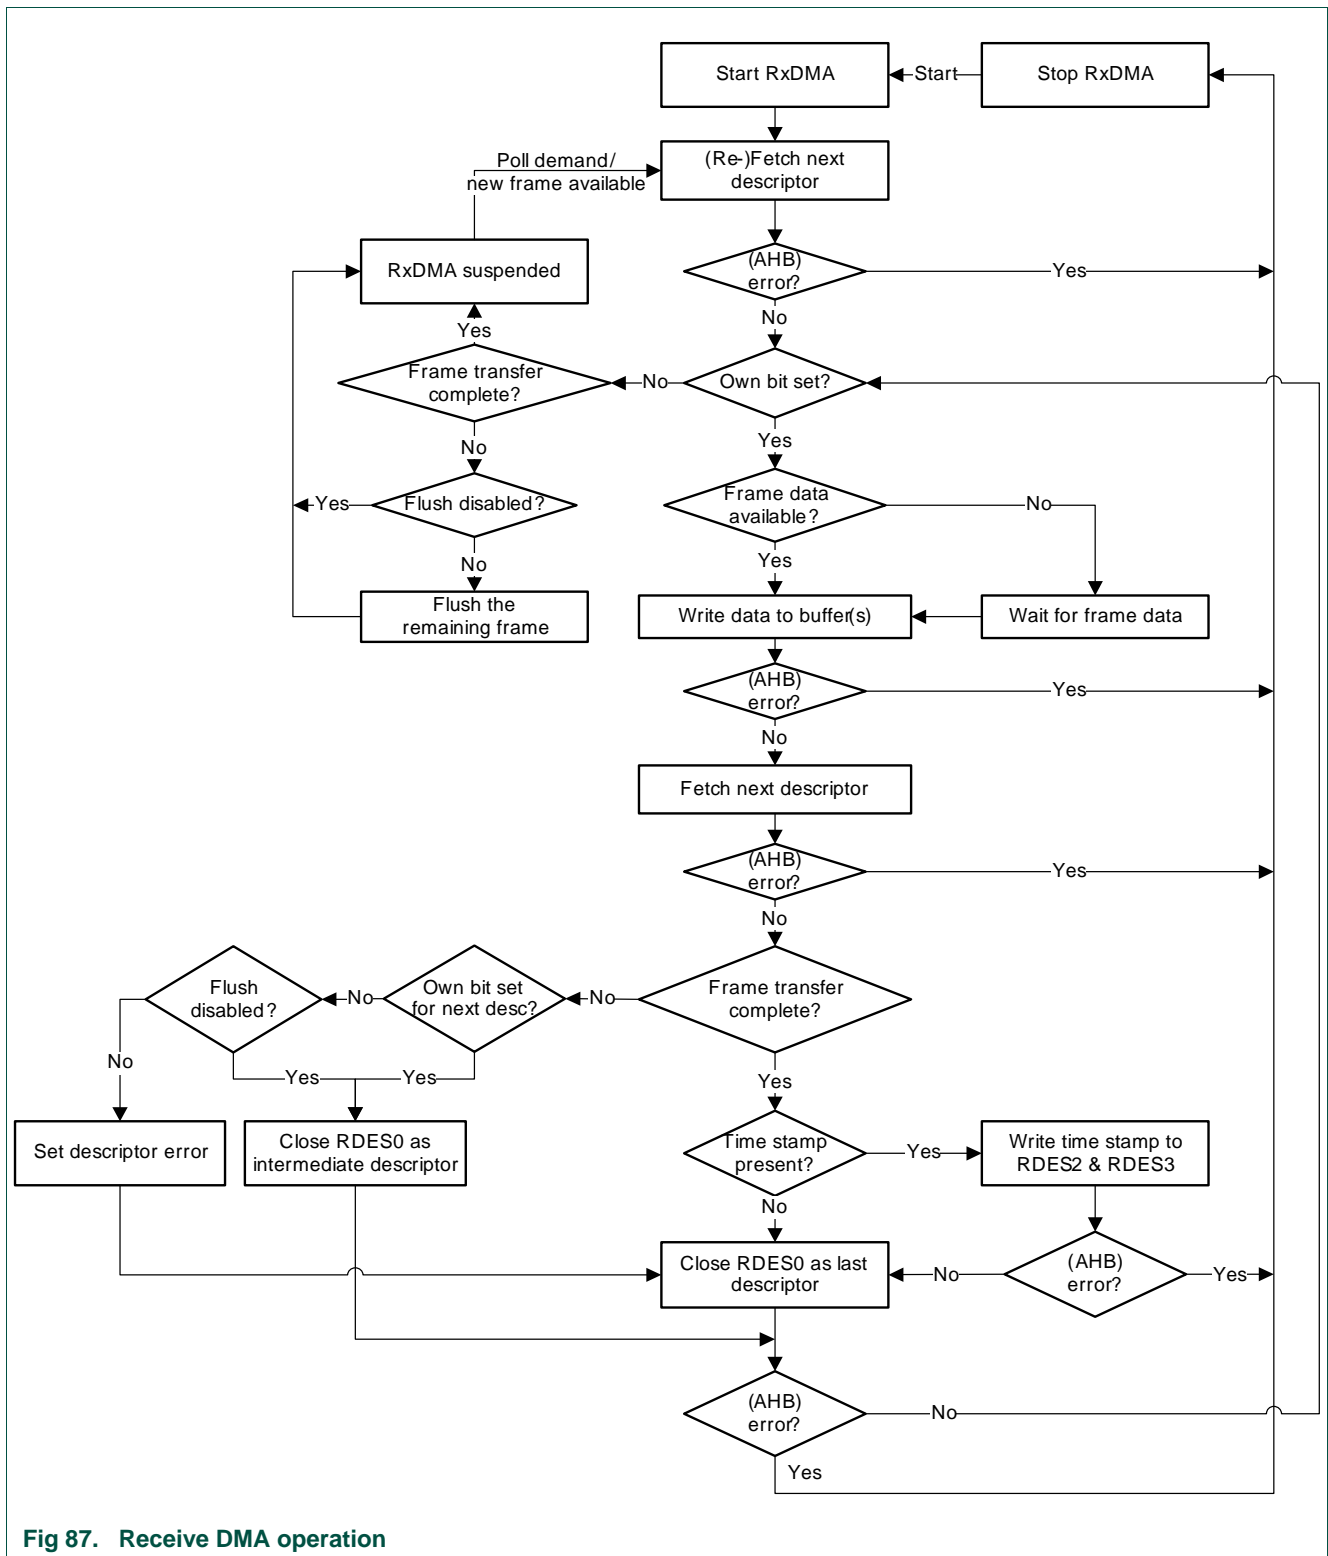 Start RxDMA
Start
Stop RxDMA
Poll demand/
new frame available
(Re-)Fetch next
descriptor
RxDMA suspended
(AHB)
error?
Yes
No
Yes
Frame transfer
complete?
No
Own bit set?
No
Yes
Yes
Flush disabled?
Frame data
available?
No
No
Yes
Flush the
remaining frame
Write data to buffer(s)
Wait for frame data
(AHB)
error?
Yes
No
Fetch next descriptor
(AHB)
error?
Yes
No
Flush
disabled?
No
Own bit set
for next desc?
No
Frame transfer
complete?
No
Yes
Yes
Yes
Set descriptor error
Close RDES0 as
intermediate descriptor
Time stamp
present?
Yes
Write time stamp to
RDES2 & RDES3
No
Close RDES0 as last
descriptor
No
(AHB)
error?
Yes
(AHB)
error?
No
Yes
Fig 87. Receive DMA operation